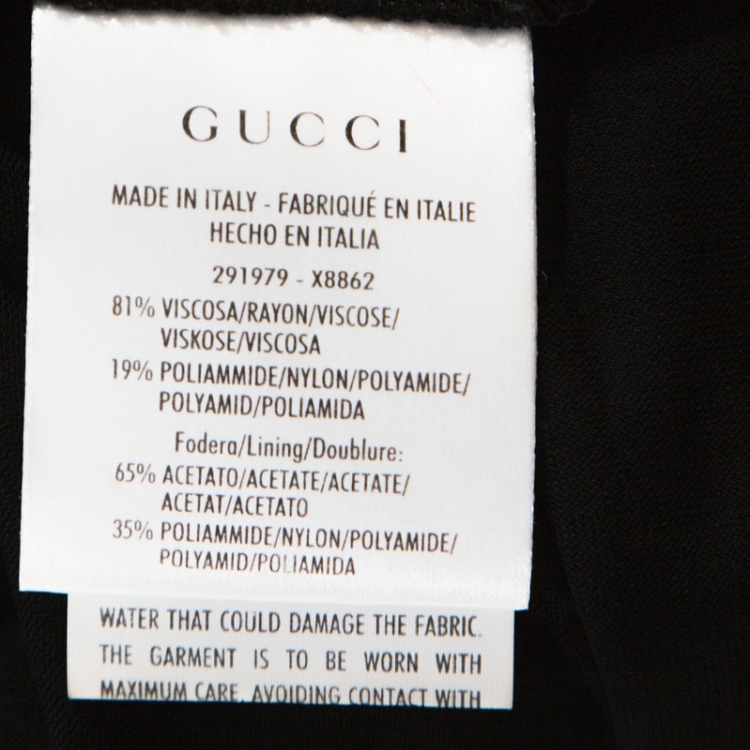 GUCCI
MADE IN ITALY - FABRIQUÉ EN ITALIE
HECHO EN ITALIA
291979 - X8862
81% VISCOSA/RAYON/VISCOSE/
VISKOSE/VISCOSA
19% POLIAMMIDE/NYLON/POLYAMIDE/
POLYAMID/POLIAMIDA
Fodera/Lining/Doublure:
65% ACETATO/ACETATE/ACETATE/
ACETAT/ACETATO
35% POLIAMMIDE/NYLON/POLYAMIDE/
POLYAMID/POLIAMIDA
WATER THAT COULD DAMAGE THE FABRIC.
THE GARMENT IS TO BE WORN WITH
MAXIMUM CARE, AVOIDING CONTACT WITH